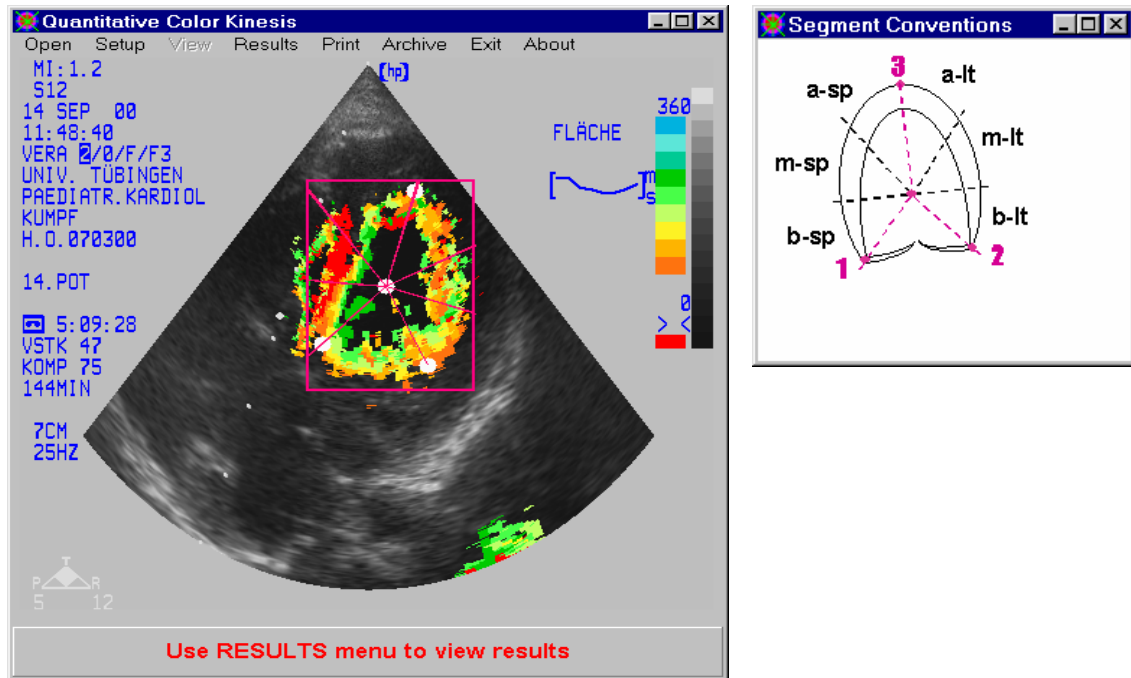 Quantitative Color Kinesis
Open Setup View Results Print Archive Exit About
MI:1.2
S12
14 SEP 00
11:48:40
VERA 2/0/F/F3
UNIV. TÜBINGEN
PAEDIATR.KARDIOL
KUMPF
H.O.070300
14.POT
5:09:28
VSTK 47
KOMP 75
144MIN
7CM
25HZ
T
P R
5 12
[hp]
FLÄCHE
360
m
s
0
> <
Use RESULTS menu to view results
Segment Conventions
3
a-sp a-lt
m-sp m-lt
b-sp b-lt
1 2